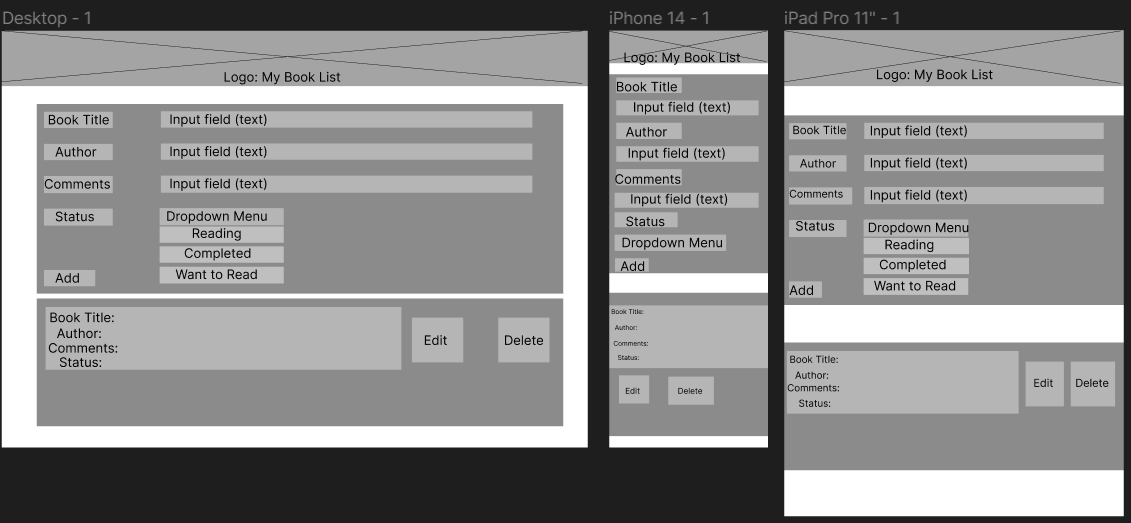 Desktop - 1
Logo: My Book List
Book Title
Input field (text)
Author
Input field (text)
Comments
Input field (text)
Status
Dropdown Menu
Reading
Completed
Want to Read
Add
Book Title:
Author:
Comments:
Status:
Edit
Delete
iPhone 14 - 1
Logo: My Book List
Book Title
Input field (text)
Author
Input field (text)
Comments
Input field (text)
Status
Dropdown Menu
Add
Book Title:
Author:
Comments:
Status:
Edit
Delete
iPad Pro 11" - 1
Logo: My Book List
Book Title
Input field (text)
Author
Input field (text)
Comments
Input field (text)
Status
Dropdown Menu
Reading
Completed
Want to Read
Add
Book Title:
Author:
Comments:
Status:
Edit
Delete